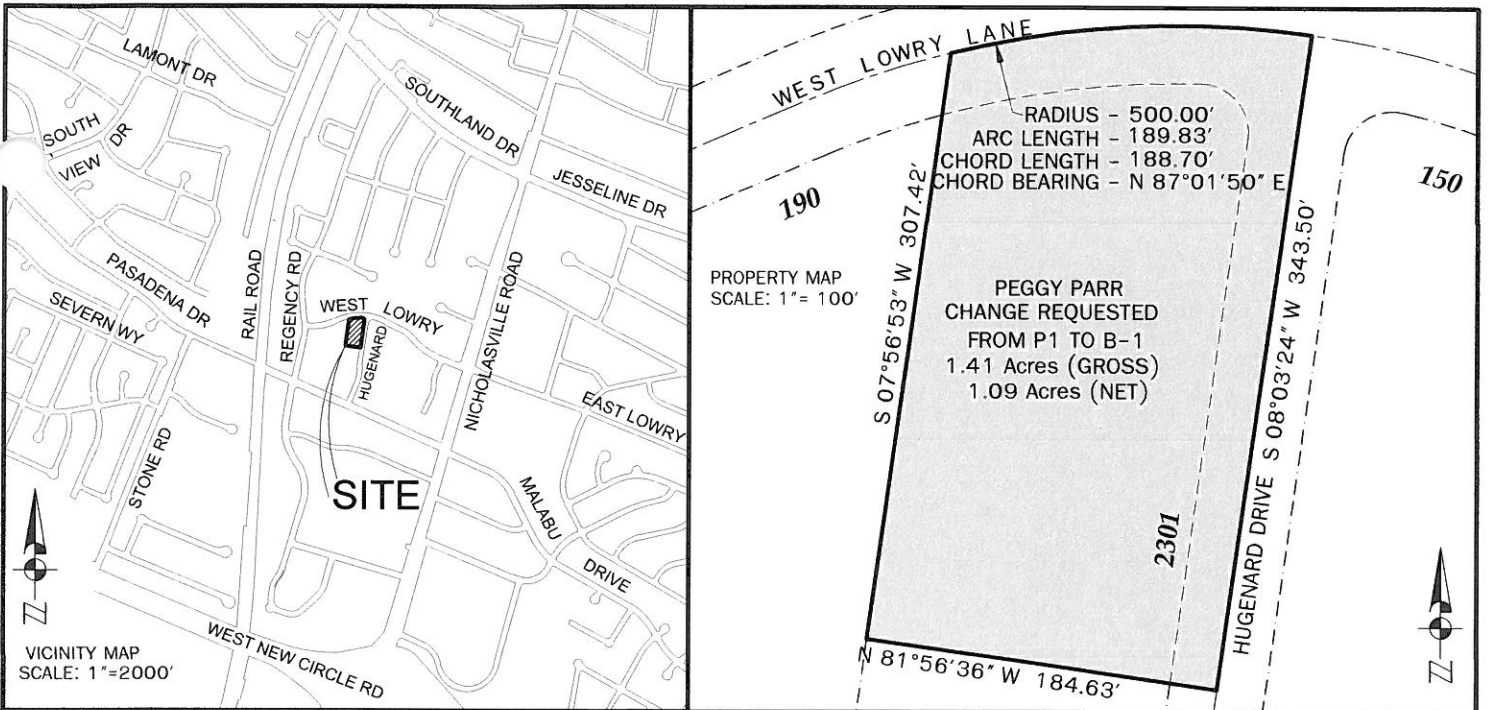 LAMONT DR
SOUTH
VIEW DR
SOUTHLAND DR
JESSELINE DR
PASADENA DR
SEVERN WY
RAIL ROAD
REGENCY RD
WEST LOWRY
HUGENARD
NICHOLASVILLE ROAD
EAST LOWRY
STONE RD
SITE
MALABU
DRIVE
WEST NEW CIRCLE RD
N
VICINITY MAP
SCALE: 1"=2000'
WEST LOWRY LANE
RADIUS - 500.00'
ARC LENGTH - 189.83'
CHORD LENGTH - 188.70'
CHORD BEARING - N 87°01'50" E
190
150
PROPERTY MAP
SCALE: 1"= 100'
S 07°56'53" W 307.42'
PEGGY PARR
CHANGE REQUESTED
FROM P1 TO B-1
1.41 Acres (GROSS)
1.09 Acres (NET)
2301
HUGENARD DRIVE S 08°03'24" W 343.50'
N 81°56'36" W 184.63'
N